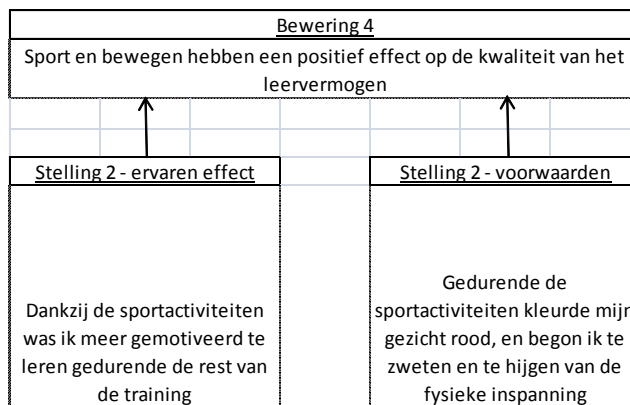 Bewering 4
Sport en bewegen hebben een positief effect op de kwaliteit van het
leervermogen
Stelling 2 - ervaren effect
Dankzij de sportactiviteiten
was ik meer gemotiveerd te
leren gedurende de rest van
de training
Stelling 2 - voorwaarden
Gedurende de
sportactiviteiten kleurde mijn
gezicht rood, en begon ik te
zweten en te hijgen van de
fysieke inspanning